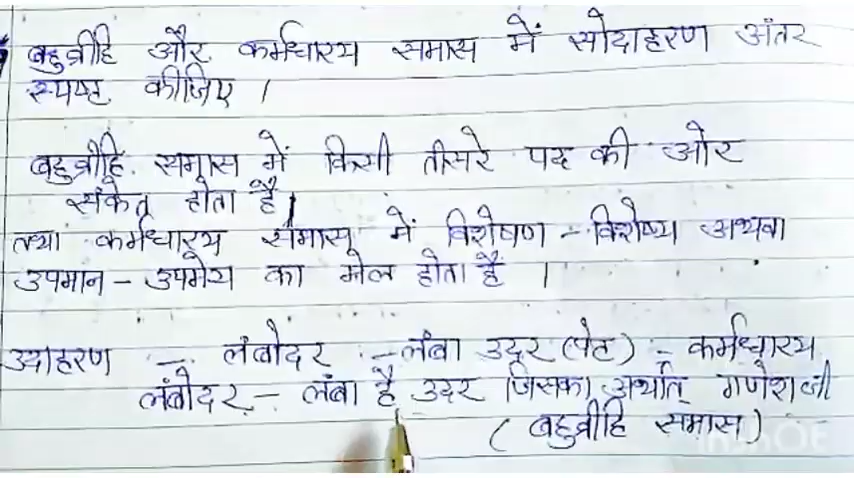 बहुव्रीहि और कर्मधारय समास में सोदाहरण अंतर
स्पष्ट कीजिए ।
बहुव्रीहि समास में किसी तीसरे पद की ओर
संकेत होता है।
तथा कर्मधारय समास में विशेषण - विशेष्य अथवा
उपमान - उपमेय का मेल होता है ।
उदाहरण - लंबोदर - लंबा उदर (पेट) - कर्मधारय
लंबोदर - लंबा है उदर जिसका अर्थात् गणेशजी
( बहुव्रीहि समास )